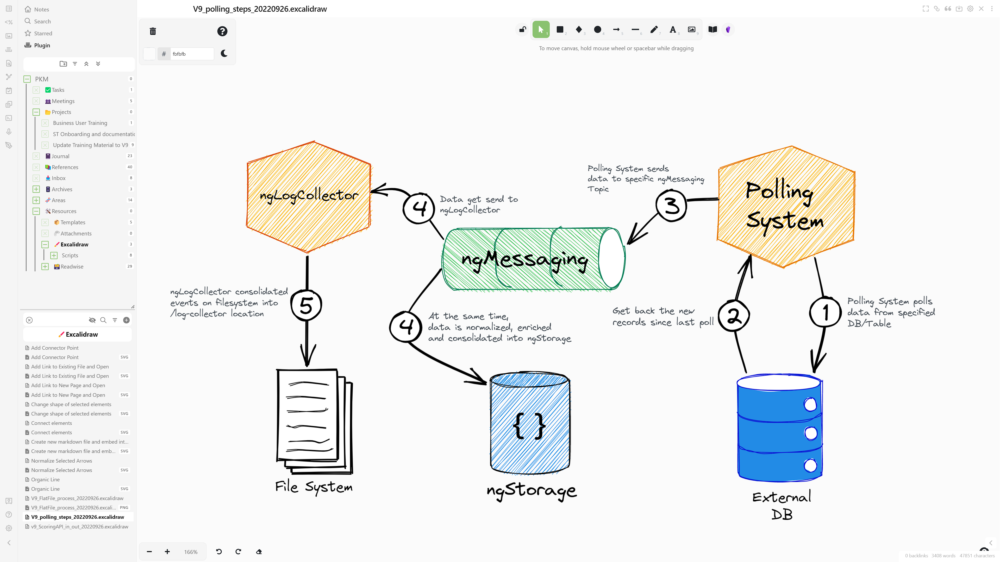 V9_polling_steps_20220926.excalidraw
Notes
Search
Starred
Plugin
PKM 0
Tasks 1
Meetings 5
Projects 0
Business User Training 1
ST Onboarding and documentatic
Update Training Material to V9 9
Journal 23
References 40
Inbox 8
Archives 3
Areas 14
Resources 0
Templates 5
Attachments 0
Excalidraw 3
Scripts 8
Readwise 29
Excalidraw
Add Connector Point
Add Connector Point SVG
Add Link to Existing File and Open
Add Link to Existing File and Open SVG
Add Link to New Page and Open
Add Link to New Page and Open SVG
Change shape of selected elements
Change shape of selected elements SVG
Connect elements
Connect elements SVG
Create new markdown file and embed int...
Create new markdown file and emb... SVG
Normalize Selected Arrows
Normalize Selected Arrows SVG
Organic Line
Organic Line SVG
V9_FlatFile_process_20220926.excalidraw
V9_FlatFile_process_20220926.excali... PNG
V9_polling_steps_20220926.excalidraw
v9_ScoringAPI_in_out_20220926.excalidraw
# fbfbfb
1 2 3 4 5 6 7 A 8 9
To move canvas, hold mouse wheel or spacebar while dragging
ngLogCollector
4
Data get send to
ngLogCollector
Polling System sends
data to specific ngMessaging
Topic
3
Polling
System
ngMessaging
ngLogCollector consolidated
events on filesystem into
/log-collector location
5
4
At the same time,
data is normalized, enriched
and consolidated into ngStorage
Get back the new
records since last poll
2
1
Polling System polls
data from specified
DB/Table
{ }
File System
ngStorage
External
DB
166%
0 backlinks 3408 words 47851 characters